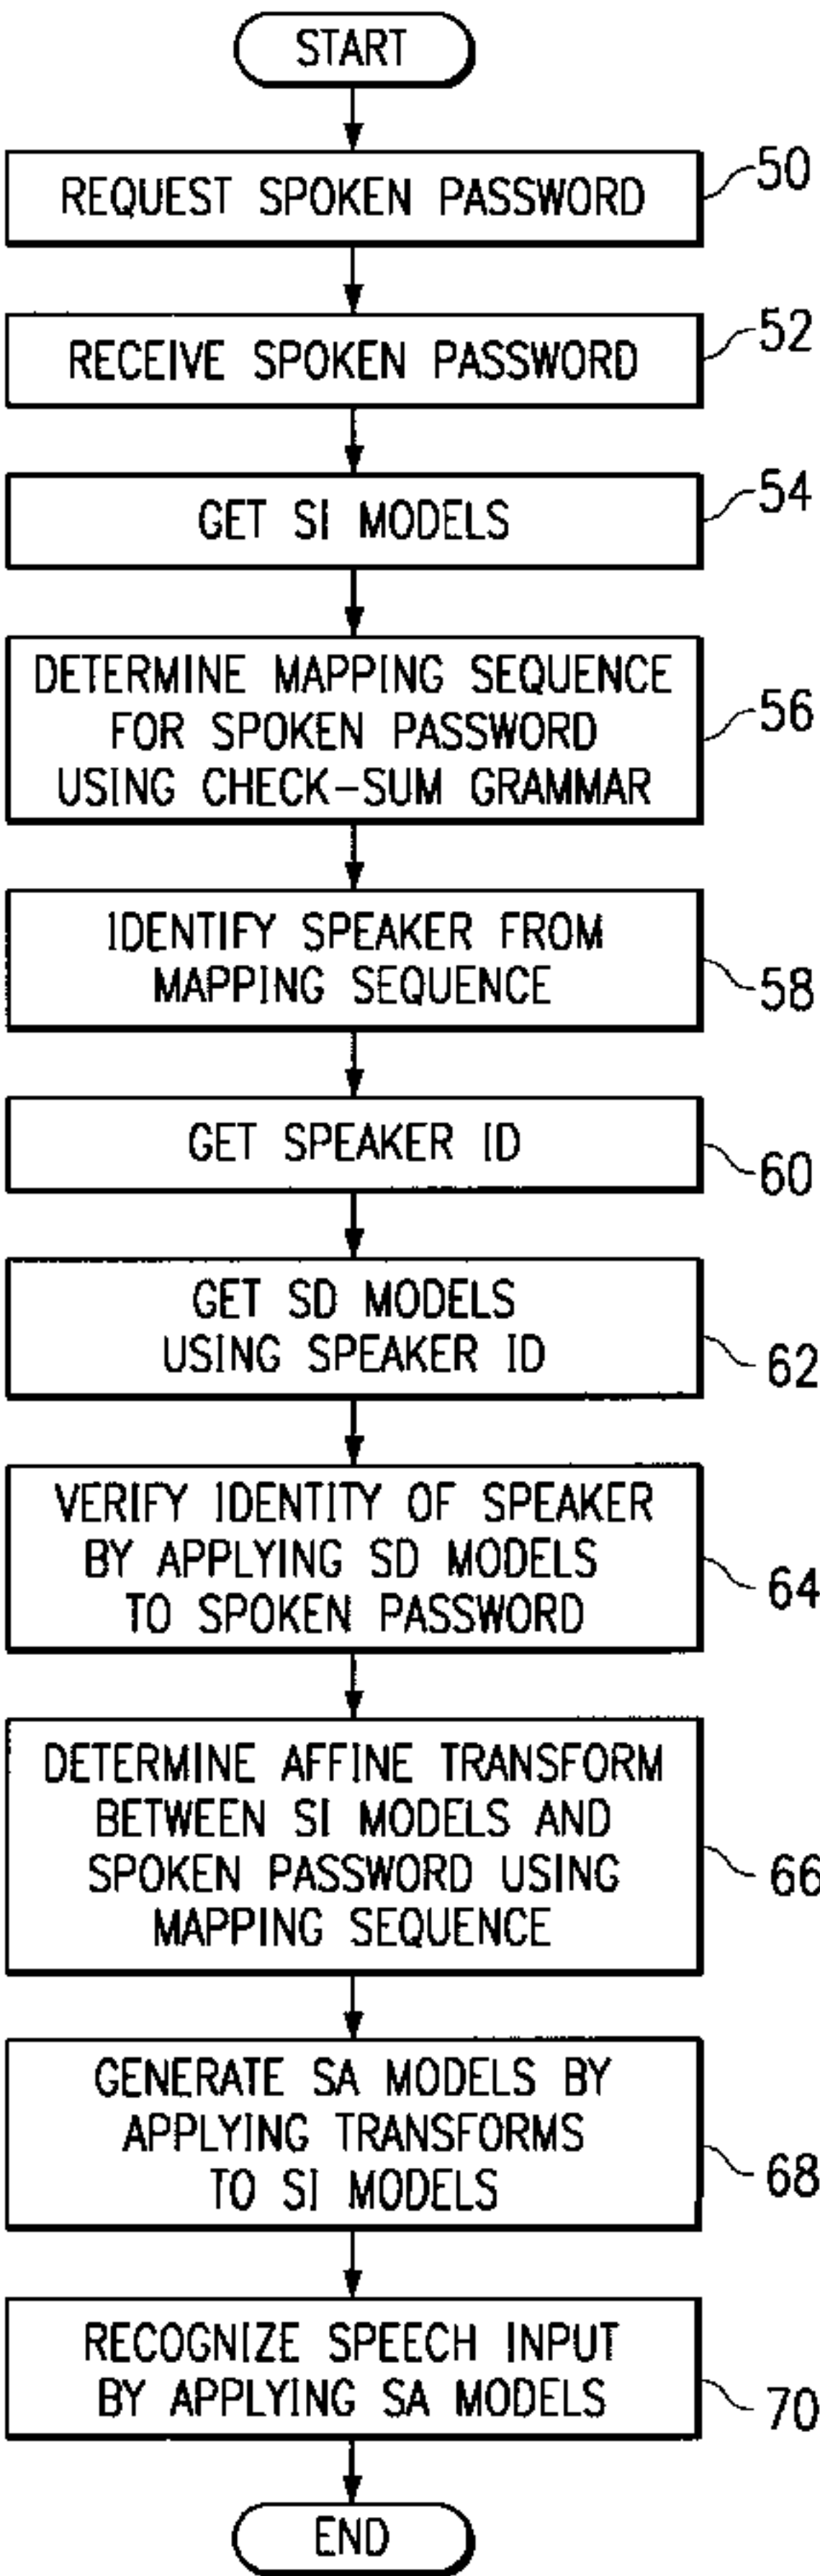 START
REQUEST SPOKEN PASSWORD
50
RECEIVE SPOKEN PASSWORD
52
GET SI MODELS
54
DETERMINE MAPPING SEQUENCE
FOR SPOKEN PASSWORD
USING CHECK-SUM GRAMMAR
56
IDENTIFY SPEAKER FROM
MAPPING SEQUENCE
58
GET SPEAKER ID
60
GET SD MODELS
USING SPEAKER ID
62
VERIFY IDENTITY OF SPEAKER
BY APPLYING SD MODELS
TO SPOKEN PASSWORD
64
DETERMINE AFFINE TRANSFORM
BETWEEN SI MODELS AND
SPOKEN PASSWORD USING
MAPPING SEQUENCE
66
GENERATE SA MODELS BY
APPLYING TRANSFORMS
TO SI MODELS
68
RECOGNIZE SPEECH INPUT
BY APPLYING SA MODELS
70
END